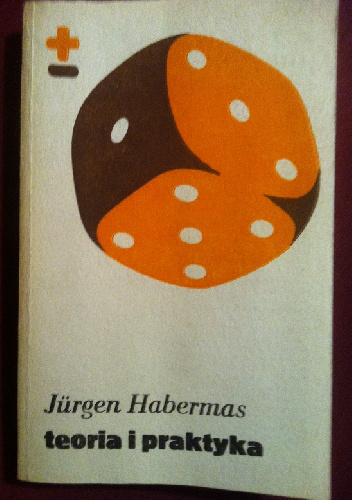 Jürgen Habermas
teoria i praktyka